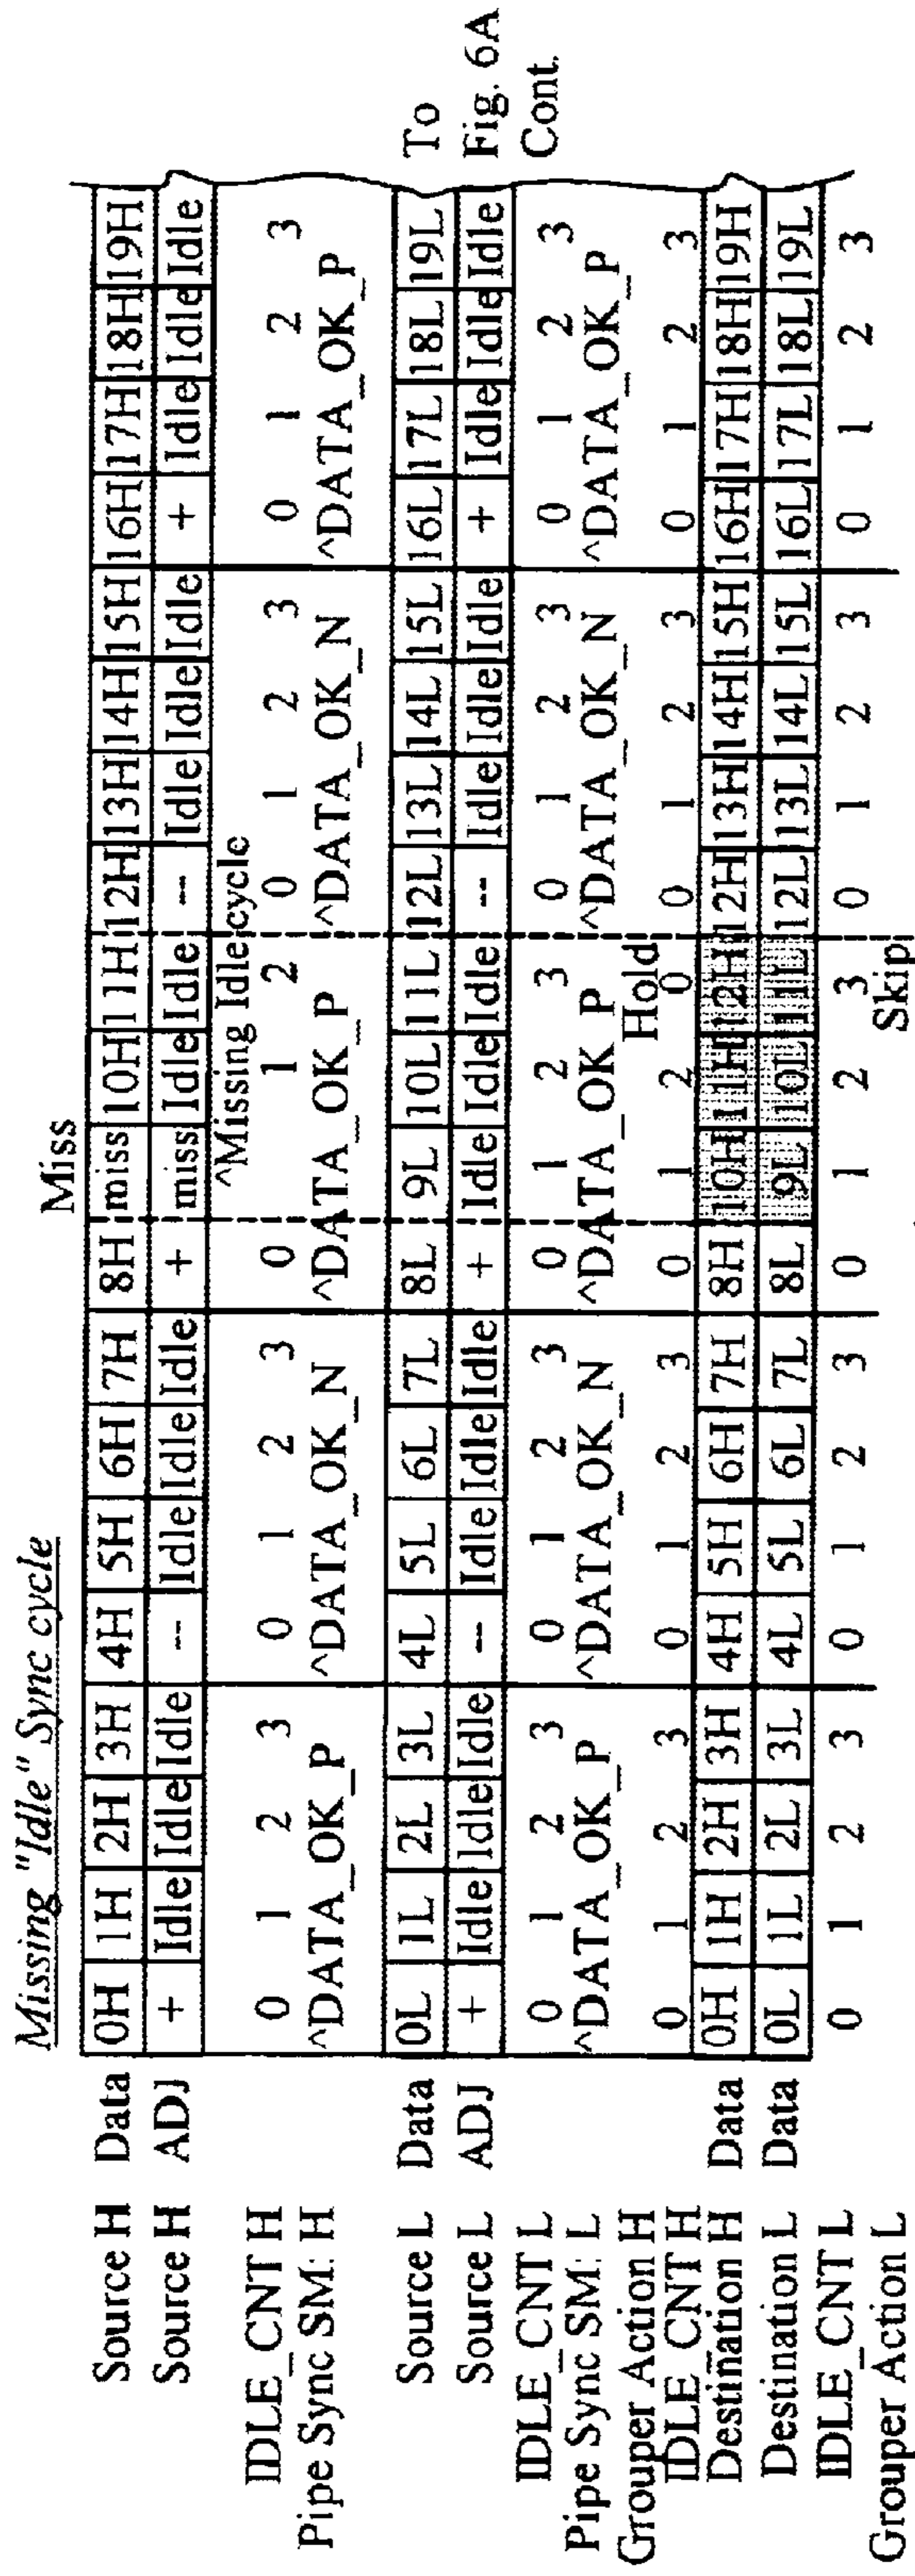 Missing "Idle" Sync cycle
Miss
Source H Data 0H 1H 2H 3H 4H 5H 6H 7H 8H miss 10H 11H 12H 13H 14H 15H 16H 17H 18H 19H
Source H ADJ + Idle Idle Idle -- Idle Idle Idle + miss Idle Idle -- Idle Idle Idle + Idle Idle Idle
^Missing Idle cycle
IDLE_CNT H 0 1 2 3 0 1 2 3 0 1 2 0 1 2 3 0 1 2 3
Pipe Sync SM: H ^DATA_OK_P ^DATA_OK_N ^DATA_OK_P ^DATA_OK_N ^DATA_OK_P
Source L Data 0L 1L 2L 3L 4L 5L 6L 7L 8L 9L 10L 11L 12L 13L 14L 15L 16L 17L 18L 19L
Source L ADJ + Idle Idle Idle -- Idle Idle Idle + Idle Idle Idle -- Idle Idle Idle + Idle Idle Idle
To
Fig. 6A
Cont.
IDLE_CNT L 0 1 2 3 0 1 2 3 0 1 2 3 0 1 2 3 0 1 2 3
Pipe Sync SM: L ^DATA_OK_P ^DATA_OK_N ^DATA_OK_P ^DATA_OK_N ^DATA_OK_P
Grouper Action H Hold
IDLE_CNT H 0 1 2 3 0 1 2 3 0 1 2 0 0 1 2 3 0 1 2 3
Destination H Data 0H 1H 2H 3H 4H 5H 6H 7H 8H 10H 11H 12H 12H 13H 14H 15H 16H 17H 18H 19H
Destination L Data 0L 1L 2L 3L 4L 5L 6L 7L 8L 9L 10L 11L 12L 13L 14L 15L 16L 17L 18L 19L
IDLE_CNT L 0 1 2 3 0 1 2 3 0 1 2 3 0 1 2 3 0 1 2 3
Grouper Action L Skip